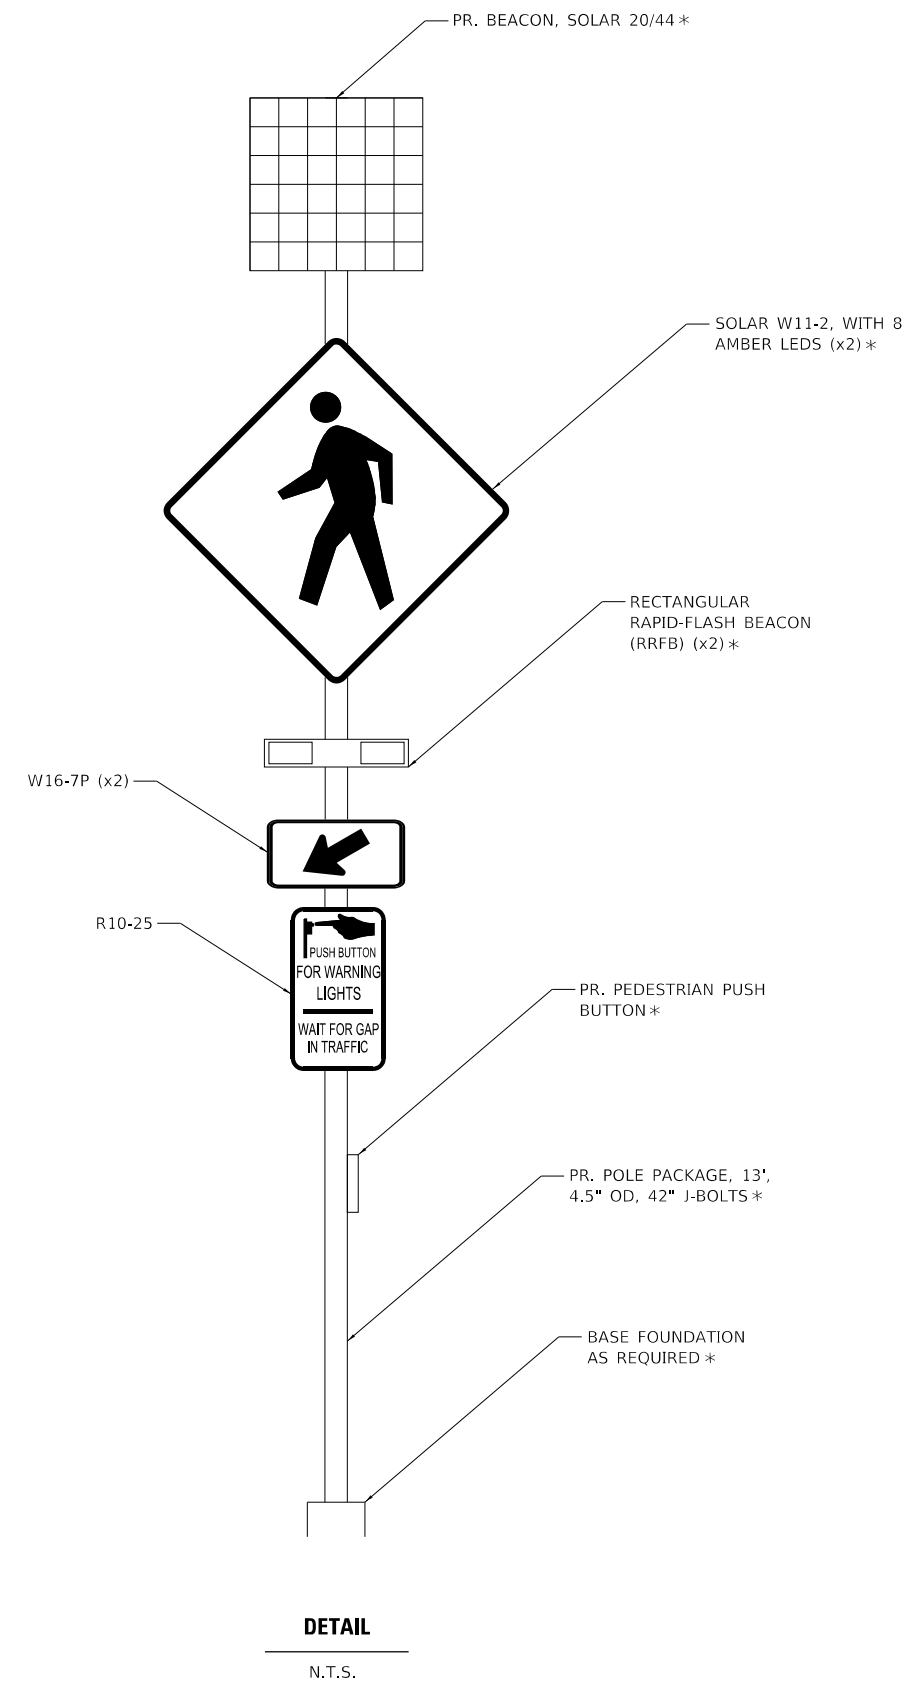 PR. BEACON, SOLAR 20/44*
SOLAR W11-2, WITH 8
AMBER LEDS (x2)*
RECTANGULAR
RAPID-FLASH BEACON
(RRFB) (x2)*
W16-7P (x2)
R10-25
PUSH BUTTON
FOR WARNING
LIGHTS
WAIT FOR GAP
IN TRAFFIC
PR. PEDESTRIAN PUSH
BUTTON*
PR. POLE PACKAGE, 13',
4.5" OD, 42" J-BOLTS*
BASE FOUNDATION
AS REQUIRED*
DETAIL
N.T.S.